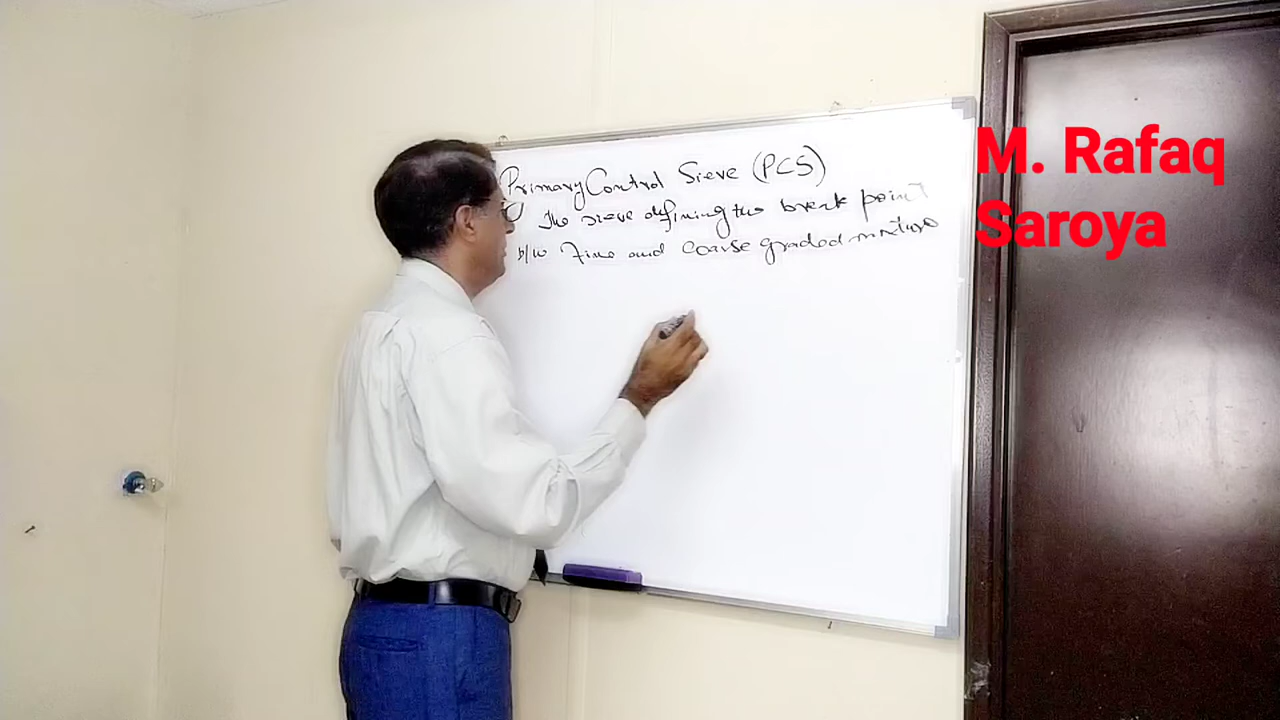 Primary Control Sieve (PCS)
The sieve defining the break point
b/w Fine and coarse graded mixture
M. Rafaq
Saroya